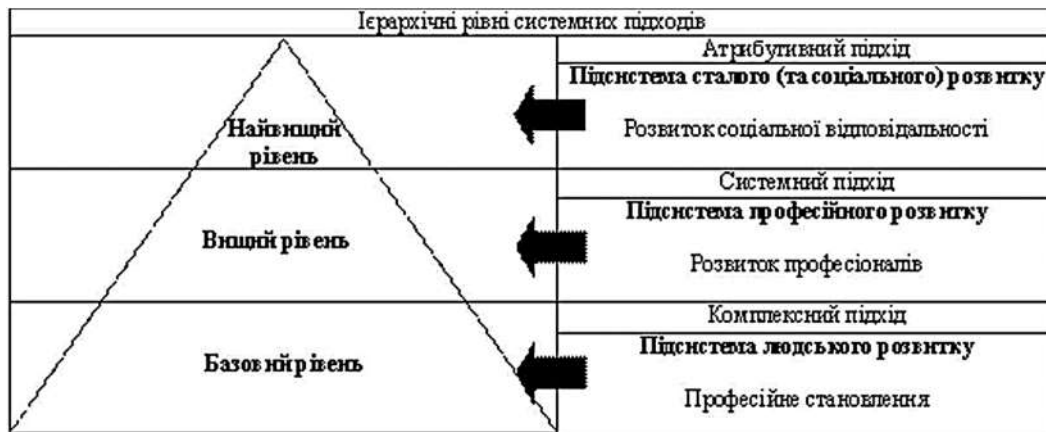 Ієрархічні рівні системних підходів
Атрибутивний підхід
Підсистема сталого (та соціального) розвитку
Найвищий
рівень
Розвиток соціальної відповідальності
Системний підхід
Підсистема професійного розвитку
Вищий рівень
Розвиток професіоналів
Комплексний підхід
Підсистема людського розвитку
Базовий рівень
Професійне становлення